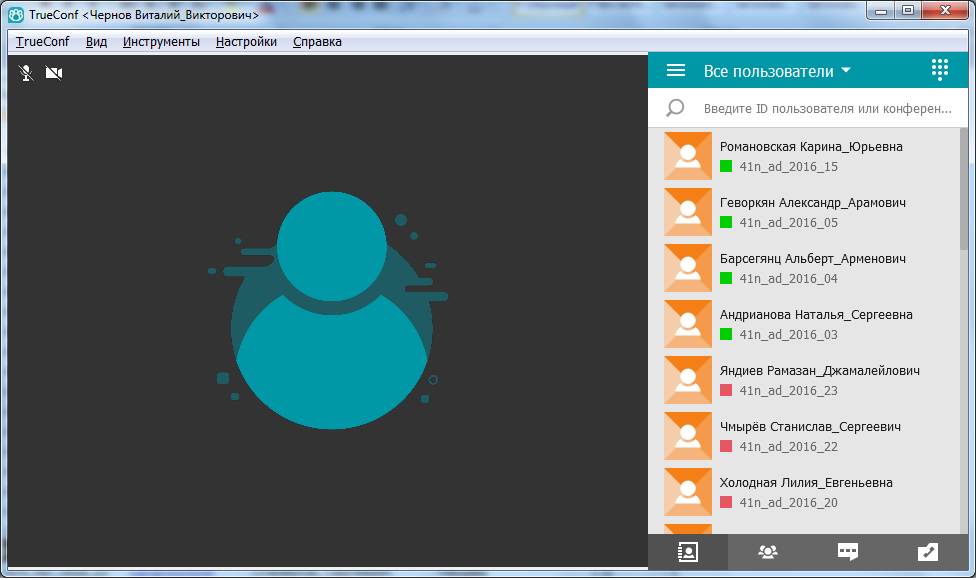 TrueConf <Чернов Виталий_Викторович>
TrueConf Вид Инструменты Настройки Справка
Все пользователи
Введите ID пользователя или конферен...
Романовская Карина_Юрьевна
41n_ad_2016_15
Геворкян Александр_Арамович
41n_ad_2016_05
Барсегянц Альберт_Арменович
41n_ad_2016_04
Андрианова Наталья_Сергеевна
41n_ad_2016_03
Яндиев Рамазан_Джамалейлович
41n_ad_2016_23
Чмырёв Станислав_Сергеевич
41n_ad_2016_22
Холодная Лилия_Евгеньевна
41n_ad_2016_20